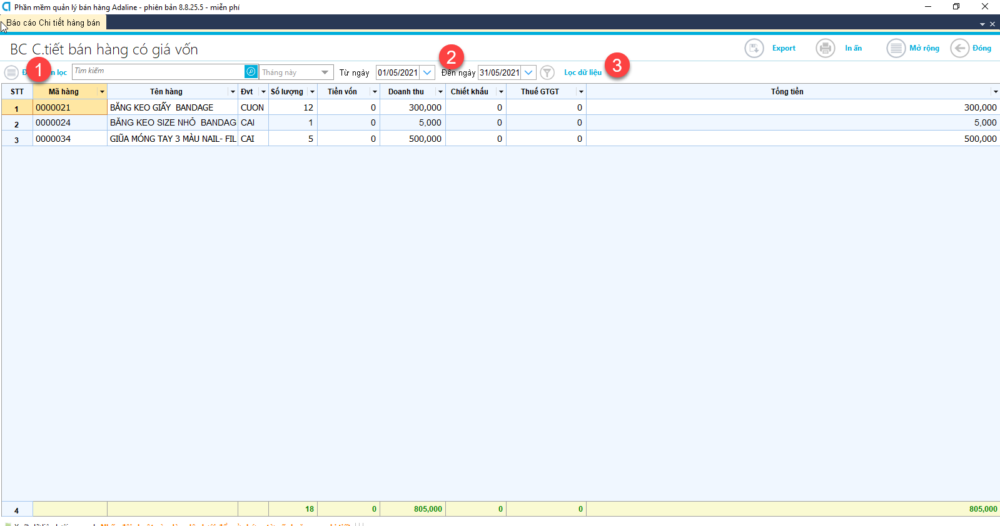 Phần mềm quản lý bán hàng Adaline - phiên bản 8.8.25.5 - miễn phí
Báo cáo Chi tiết hàng bán
BC C.tiết bán hàng có giá vốn
Export In ấn Mở rộng Đóng
1 lọc Tìm kiếm Tháng này Từ ngày 01/05/2021 2 Đến ngày 31/05/2021 Lọc dữ liệu 3
STT Mã hàng Tên hàng Đvt Số lượng Tiền vốn Doanh thu Chiết khấu Thuế GTGT Tổng tiền
1 0000021 BĂNG KEO GIẤY BANDAGE CUON 12 0 300,000 0 0 300,000
2 0000024 BĂNG KEO SIZE NHỎ BANDAG CAI 1 0 5,000 0 0 5,000
3 0000034 GIŨA MÓNG TAY 3 MÀU NAIL- FIL CAI 5 0 500,000 0 0 500,000
4 18 0 805,000 0 0 805,000